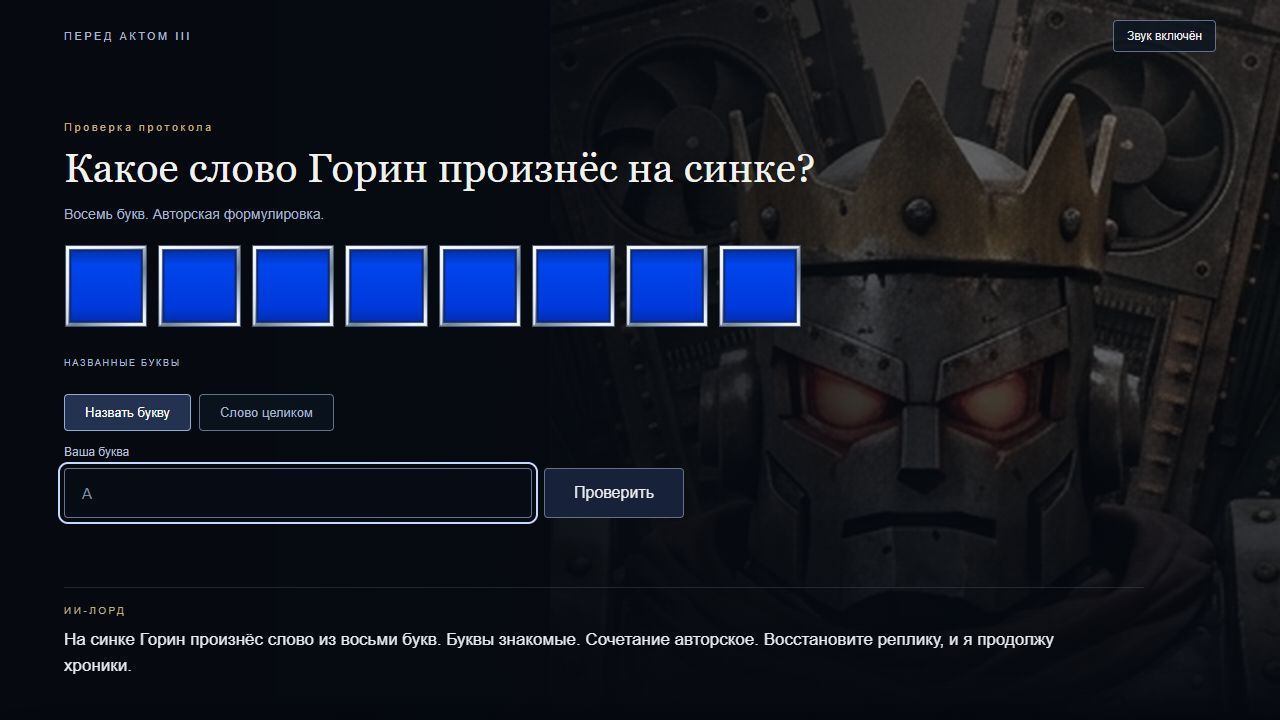 ПЕРЕД АКТОМ III
Звук включён
Проверка протокола
Какое слово Горин произнёс на синке?
Восемь букв. Авторская формулировка.
НАЗВАННЫЕ БУКВЫ
Назвать букву
Слово целиком
Ваша буква
А
Проверить
ИИ-ЛОРД
На синке Горин произнёс слово из восьми букв. Буквы знакомые. Сочетание авторское. Восстановите реплику, и я продолжу
хроники.